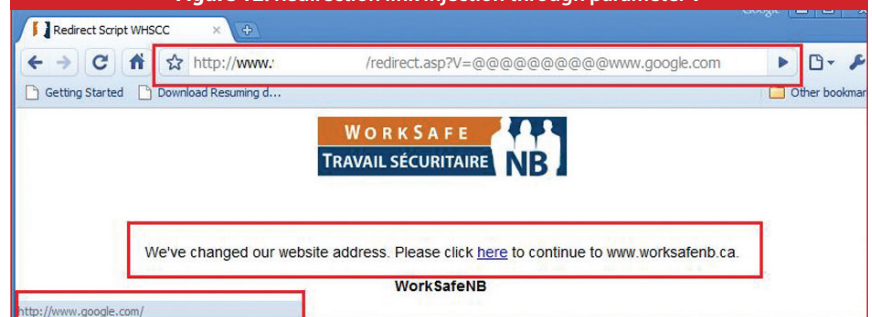 Redirect Script WHSCC
http://www. /redirect.asp?V=@@@@@@@@@@www.google.com
Getting Started Download Resuming d... Other bookmar
WORKSAFE
TRAVAIL SÉCURITAIRE NB
We've changed our website address. Please click here to continue to www.worksafenb.ca.
WorkSafeNB
http://www.google.com/